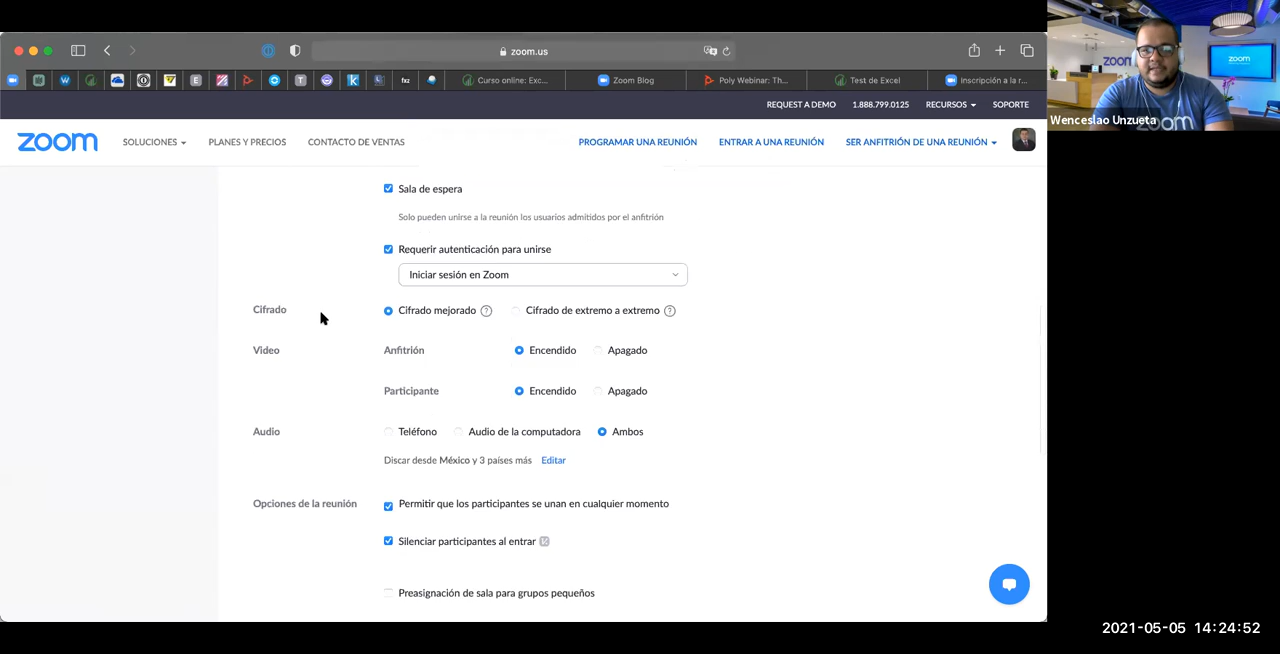 zoom.us
Curso online: Exc...
Zoom Blog
Poly Webinar: Th...
Test de Excel
Inscripción a la r...
REQUEST A DEMO
1.888.799.0125
RECURSOS
SOPORTE
zoom
SOLUCIONES
PLANES Y PRECIOS
CONTACTO DE VENTAS
PROGRAMAR UNA REUNIÓN
ENTRAR A UNA REUNIÓN
SER ANFITRIÓN DE UNA REUNIÓN
zoom
zoom
zoom
Wenceslao Unzueta
Sala de espera
Solo pueden unirse a la reunión los usuarios admitidos por el anfitrión
Requerir autenticación para unirse
Iniciar sesión en Zoom
Cifrado
Cifrado mejorado ?
Cifrado de extremo a extremo ?
Video
Anfitrión
Encendido
Apagado
Participante
Encendido
Apagado
Audio
Teléfono
Audio de la computadora
Ambos
Discar desde México y 3 países más Editar
Opciones de la reunión
Permitir que los participantes se unan en cualquier momento
Silenciar participantes al entrar
Preasignación de sala para grupos pequeños
2021-05-05 14:24:52